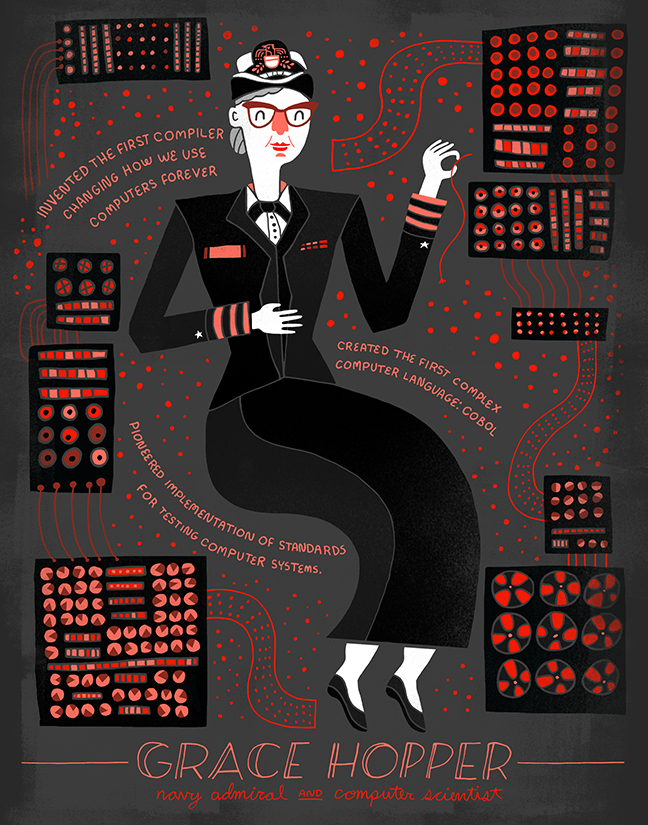 INVENTED THE FIRST COMPILER
CHANGING HOW WE USE
COMPUTERS FOREVER
CREATED THE FIRST COMPLEX
COMPUTER LANGUAGE: COBOL
PIONEERED IMPLEMENTATION OF STANDARDS
FOR TESTING COMPUTER SYSTEMS.
GRACE HOPPER
navy admiral AND computer scientist